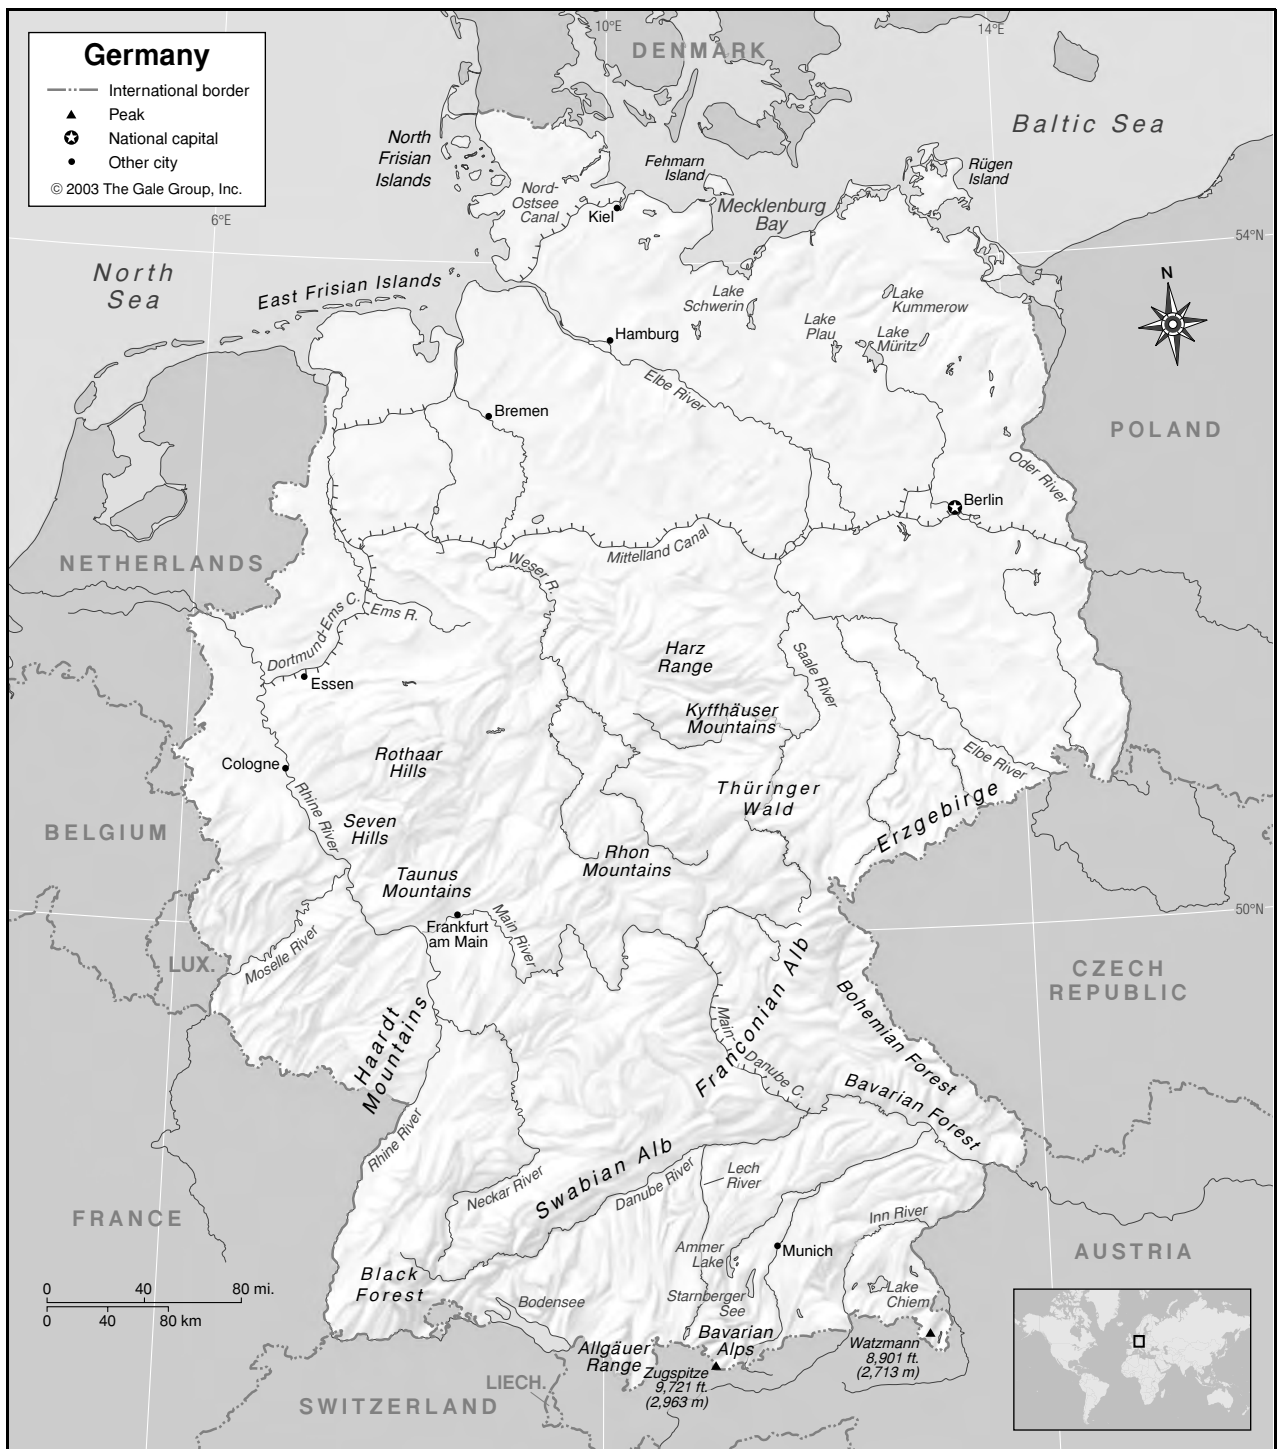 Germany
International border
Peak
National capital
Other city
© 2003 The Gale Group, Inc.
10°E
14°E
DENMARK
Baltic Sea
North
Frisian
Islands
Fehmarn
Island
Rügen
Island
Nord-
Ostsee
Canal
Kiel
Mecklenburg
Bay
6°E
54°N
North
Sea
East Frisian Islands
N
Lake
Schwerin
Lake
Kummerow
Lake
Plau
Lake
Müritz
Hamburg
Elbe River
Bremen
POLAND
Oder River
Berlin
NETHERLANDS
Mittelland Canal
Weser R.
Dortmund-Ems C.
Ems R.
Essen
Harz
Range
Saale River
Kyffhäuser
Mountains
Rothaar
Hills
Cologne
Rhine River
Elbe River
Thüringer
Wald
Erzgebirge
BELGIUM
Seven
Hills
Rhon
Mountains
Taunus
Mountains
Frankfurt
am Main
Main River
50°N
Moselle River
LUX.
CZECH
REPUBLIC
Haardt
Mountains
Franconian Alb
Main-Danube C.
Bohemian Forest
Bavarian Forest
Rhine River
Neckar River
Swabian Alb
Danube River
Lech
River
FRANCE
Inn River
AUSTRIA
Ammer
Lake
Munich
Black
Forest
Starnberger
See
Lake
Chiem
Bodensee
0 40 80 mi.
0 40 80 km
Allgäuer
Range
Bavarian
Alps
Watzmann
8,901 ft.
(2,713 m)
Zugspitze
9,721 ft.
(2,963 m)
LIECH.
SWITZERLAND